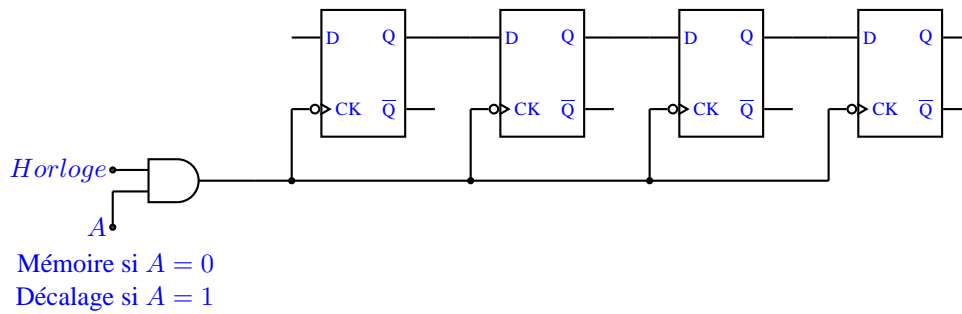 D Q D Q D Q D Q
CK Q̅ CK Q̅ CK Q̅ CK Q̅
Horloge
A
Mémoire si A = 0
Décalage si A = 1